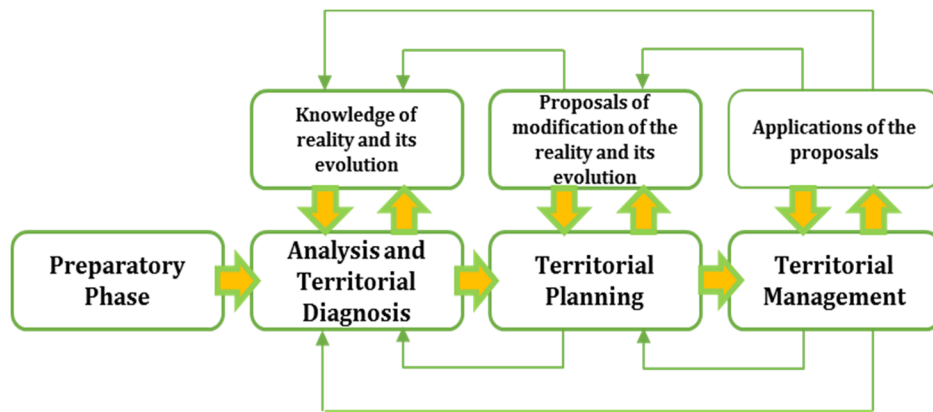 Knowledge of
reality and its
evolution
Proposals of
modification of the
reality and its
evolution
Applications of the
proposals
Preparatory
Phase
Analysis and
Territorial
Diagnosis
Territorial
Planning
Territorial
Management